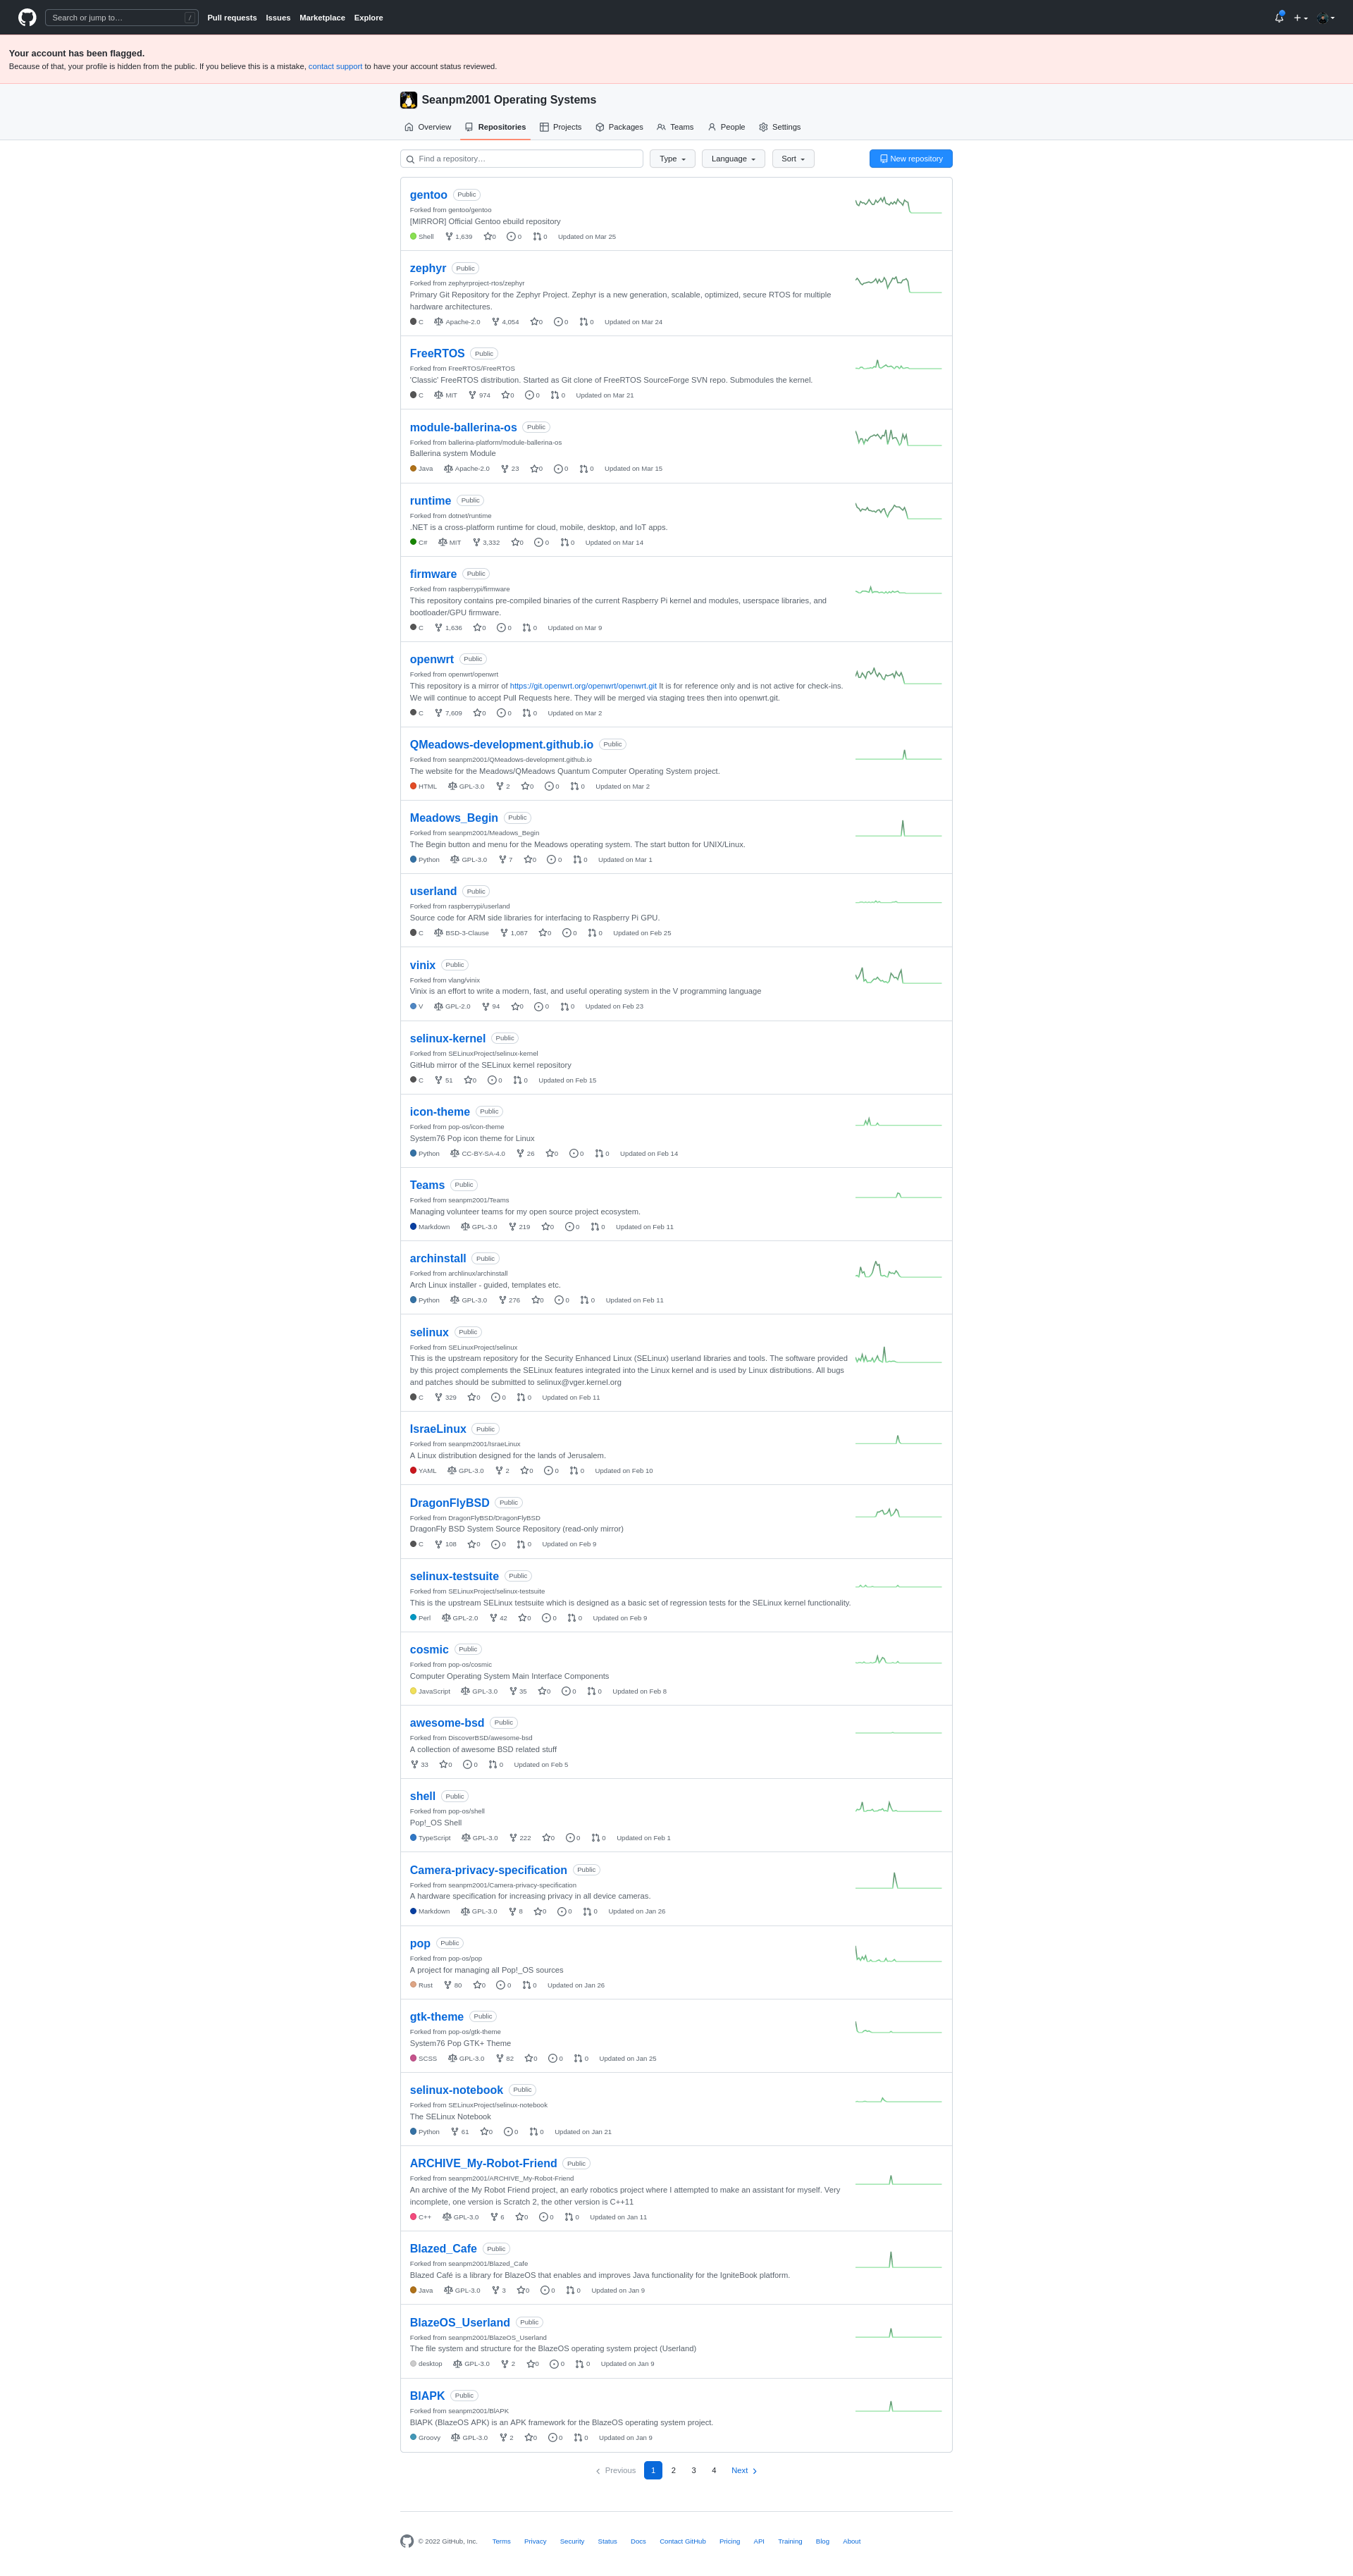 Search or jump to… /
Pull requests Issues Marketplace Explore
Your account has been flagged.
Because of that, your profile is hidden from the public. If you believe this is a mistake, contact support to have your account status reviewed.
Seanpm2001 Operating Systems
Overview Repositories Projects Packages Teams People Settings
Find a repository… Type Language Sort New repository
gentoo Public
Forked from gentoo/gentoo
[MIRROR] Official Gentoo ebuild repository
Shell 1,639 0 0 0 Updated on Mar 25
zephyr Public
Forked from zephyrproject-rtos/zephyr
Primary Git Repository for the Zephyr Project. Zephyr is a new generation, scalable, optimized, secure RTOS for multiple
hardware architectures.
C Apache-2.0 4,054 0 0 0 Updated on Mar 24
FreeRTOS Public
Forked from FreeRTOS/FreeRTOS
'Classic' FreeRTOS distribution. Started as Git clone of FreeRTOS SourceForge SVN repo. Submodules the kernel.
C MIT 974 0 0 0 Updated on Mar 21
module-ballerina-os Public
Forked from ballerina-platform/module-ballerina-os
Ballerina system Module
Java Apache-2.0 23 0 0 0 Updated on Mar 15
runtime Public
Forked from dotnet/runtime
.NET is a cross-platform runtime for cloud, mobile, desktop, and IoT apps.
C# MIT 3,332 0 0 0 Updated on Mar 14
firmware Public
Forked from raspberrypi/firmware
This repository contains pre-compiled binaries of the current Raspberry Pi kernel and modules, userspace libraries, and
bootloader/GPU firmware.
C 1,636 0 0 0 Updated on Mar 9
openwrt Public
Forked from openwrt/openwrt
This repository is a mirror of https://git.openwrt.org/openwrt/openwrt.git It is for reference only and is not active for check-ins.
We will continue to accept Pull Requests here. They will be merged via staging trees then into openwrt.git.
C 7,609 0 0 0 Updated on Mar 2
QMeadows-development.github.io Public
Forked from seanpm2001/QMeadows-development.github.io
The website for the Meadows/QMeadows Quantum Computer Operating System project.
HTML GPL-3.0 2 0 0 0 Updated on Mar 2
Meadows_Begin Public
Forked from seanpm2001/Meadows_Begin
The Begin button and menu for the Meadows operating system. The start button for UNIX/Linux.
Python GPL-3.0 7 0 0 0 Updated on Mar 1
userland Public
Forked from raspberrypi/userland
Source code for ARM side libraries for interfacing to Raspberry Pi GPU.
C BSD-3-Clause 1,087 0 0 0 Updated on Feb 25
vinix Public
Forked from vlang/vinix
Vinix is an effort to write a modern, fast, and useful operating system in the V programming language
V GPL-2.0 94 0 0 0 Updated on Feb 23
selinux-kernel Public
Forked from SELinuxProject/selinux-kernel
GitHub mirror of the SELinux kernel repository
C 51 0 0 0 Updated on Feb 15
icon-theme Public
Forked from pop-os/icon-theme
System76 Pop icon theme for Linux
Python CC-BY-SA-4.0 26 0 0 0 Updated on Feb 14
Teams Public
Forked from seanpm2001/Teams
Managing volunteer teams for my open source project ecosystem.
Markdown GPL-3.0 219 0 0 0 Updated on Feb 11
archinstall Public
Forked from archlinux/archinstall
Arch Linux installer - guided, templates etc.
Python GPL-3.0 276 0 0 0 Updated on Feb 11
selinux Public
Forked from SELinuxProject/selinux
This is the upstream repository for the Security Enhanced Linux (SELinux) userland libraries and tools. The software provided
by this project complements the SELinux features integrated into the Linux kernel and is used by Linux distributions. All bugs
and patches should be submitted to selinux@vger.kernel.org
C 329 0 0 0 Updated on Feb 11
IsraeLinux Public
Forked from seanpm2001/IsraeLinux
A Linux distribution designed for the lands of Jerusalem.
YAML GPL-3.0 2 0 0 0 Updated on Feb 10
DragonFlyBSD Public
Forked from DragonFlyBSD/DragonFlyBSD
DragonFly BSD System Source Repository (read-only mirror)
C 108 0 0 0 Updated on Feb 9
selinux-testsuite Public
Forked from SELinuxProject/selinux-testsuite
This is the upstream SELinux testsuite which is designed as a basic set of regression tests for the SELinux kernel functionality.
Perl GPL-2.0 42 0 0 0 Updated on Feb 9
cosmic Public
Forked from pop-os/cosmic
Computer Operating System Main Interface Components
JavaScript GPL-3.0 35 0 0 0 Updated on Feb 8
awesome-bsd Public
Forked from DiscoverBSD/awesome-bsd
A collection of awesome BSD related stuff
33 0 0 0 Updated on Feb 5
shell Public
Forked from pop-os/shell
Pop!_OS Shell
TypeScript GPL-3.0 222 0 0 0 Updated on Feb 1
Camera-privacy-specification Public
Forked from seanpm2001/Camera-privacy-specification
A hardware specification for increasing privacy in all device cameras.
Markdown GPL-3.0 8 0 0 0 Updated on Jan 26
pop Public
Forked from pop-os/pop
A project for managing all Pop!_OS sources
Rust 80 0 0 0 Updated on Jan 26
gtk-theme Public
Forked from pop-os/gtk-theme
System76 Pop GTK+ Theme
SCSS GPL-3.0 82 0 0 0 Updated on Jan 25
selinux-notebook Public
Forked from SELinuxProject/selinux-notebook
The SELinux Notebook
Python 61 0 0 0 Updated on Jan 21
ARCHIVE_My-Robot-Friend Public
Forked from seanpm2001/ARCHIVE_My-Robot-Friend
An archive of the My Robot Friend project, an early robotics project where I attempted to make an assistant for myself. Very
incomplete, one version is Scratch 2, the other version is C++11
C++ GPL-3.0 6 0 0 0 Updated on Jan 11
Blazed_Cafe Public
Forked from seanpm2001/Blazed_Cafe
Blazed Café is a library for BlazeOS that enables and improves Java functionality for the IgniteBook platform.
Java GPL-3.0 3 0 0 0 Updated on Jan 9
BlazeOS_Userland Public
Forked from seanpm2001/BlazeOS_Userland
The file system and structure for the BlazeOS operating system project (Userland)
desktop GPL-3.0 2 0 0 0 Updated on Jan 9
BlAPK Public
Forked from seanpm2001/BlAPK
BlAPK (BlazeOS APK) is an APK framework for the BlazeOS operating system project.
Groovy GPL-3.0 2 0 0 0 Updated on Jan 9
Previous 1 2 3 4 Next
© 2022 GitHub, Inc. Terms Privacy Security Status Docs Contact GitHub Pricing API Training Blog About